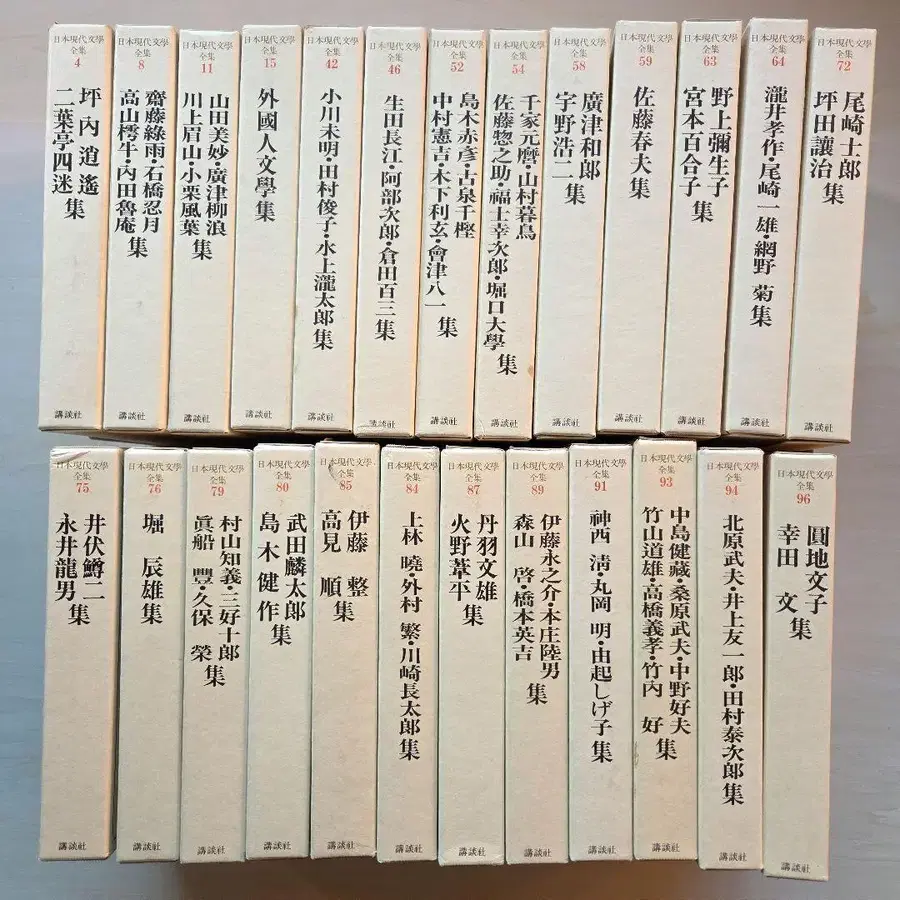 日本現代文學
全集
4
坪內逍遙
二葉亭四迷
集
講談社
日本現代文學
全集
8
齋藤綠雨・石橋忍月
高山樗牛・內田魯庵
集
講談社
日本現代文學
全集
11
山田美妙・廣津柳浪
川上眉山・小栗風葉
集
講談社
日本現代文學
全集
15
外國人文學集
講談社
日本現代文學
全集
42
小川未明・田村俊子・水上瀧太郎集
講談社
日本現代文學
全集
46
生田長江・阿部次郎・倉田百三集
講談社
日本現代文學
全集
52
島木赤彥・古泉千樫
中村憲吉・木下利玄・會津八一
集
講談社
日本現代文學
全集
54
千家元麿・山村暮鳥
佐藤惣之助・福士幸次郎・堀口大學
集
講談社
日本現代文學
全集
58
廣津和郎
宇野浩二
集
講談社
日本現代文學
全集
59
佐藤春夫集
講談社
日本現代文學
全集
63
野上彌生子
宮本百合子
集
講談社
日本現代文學
全集
64
瀧井孝作・尾崎一雄・網野菊集
講談社
日本現代文學
全集
72
尾崎士郎
坪田讓治
集
講談社
日本現代文學
全集
75
井伏鱒二
永井龍男
集
講談社
日本現代文學
全集
76
堀辰雄集
講談社
日本現代文學
全集
79
村山知義・三好十郎
眞船豐・久保榮
集
講談社
日本現代文學
全集
80
武田麟太郎
島木健作
集
講談社
日本現代文學
全集
85
伊藤整
高見順
集
講談社
日本現代文學
全集
84
上林曉・外村繁・川崎長太郎集
講談社
日本現代文學
全集
87
丹羽文雄
火野葦平
集
講談社
日本現代文學
全集
89
伊藤永之介・本庄陸男
森山啓・橋本英吉
集
講談社
日本現代文學
全集
91
神西淸・丸岡明・由起しげ子集
講談社
日本現代文學
全集
93
中島健藏・桑原武夫・中野好夫
竹山道雄・高橋義孝・竹內好
集
講談社
日本現代文學
全集
94
北原武夫・井上友一郎・田村泰次郎集
講談社
日本現代文學
全集
96
圓地文子
幸田文
集
講談社